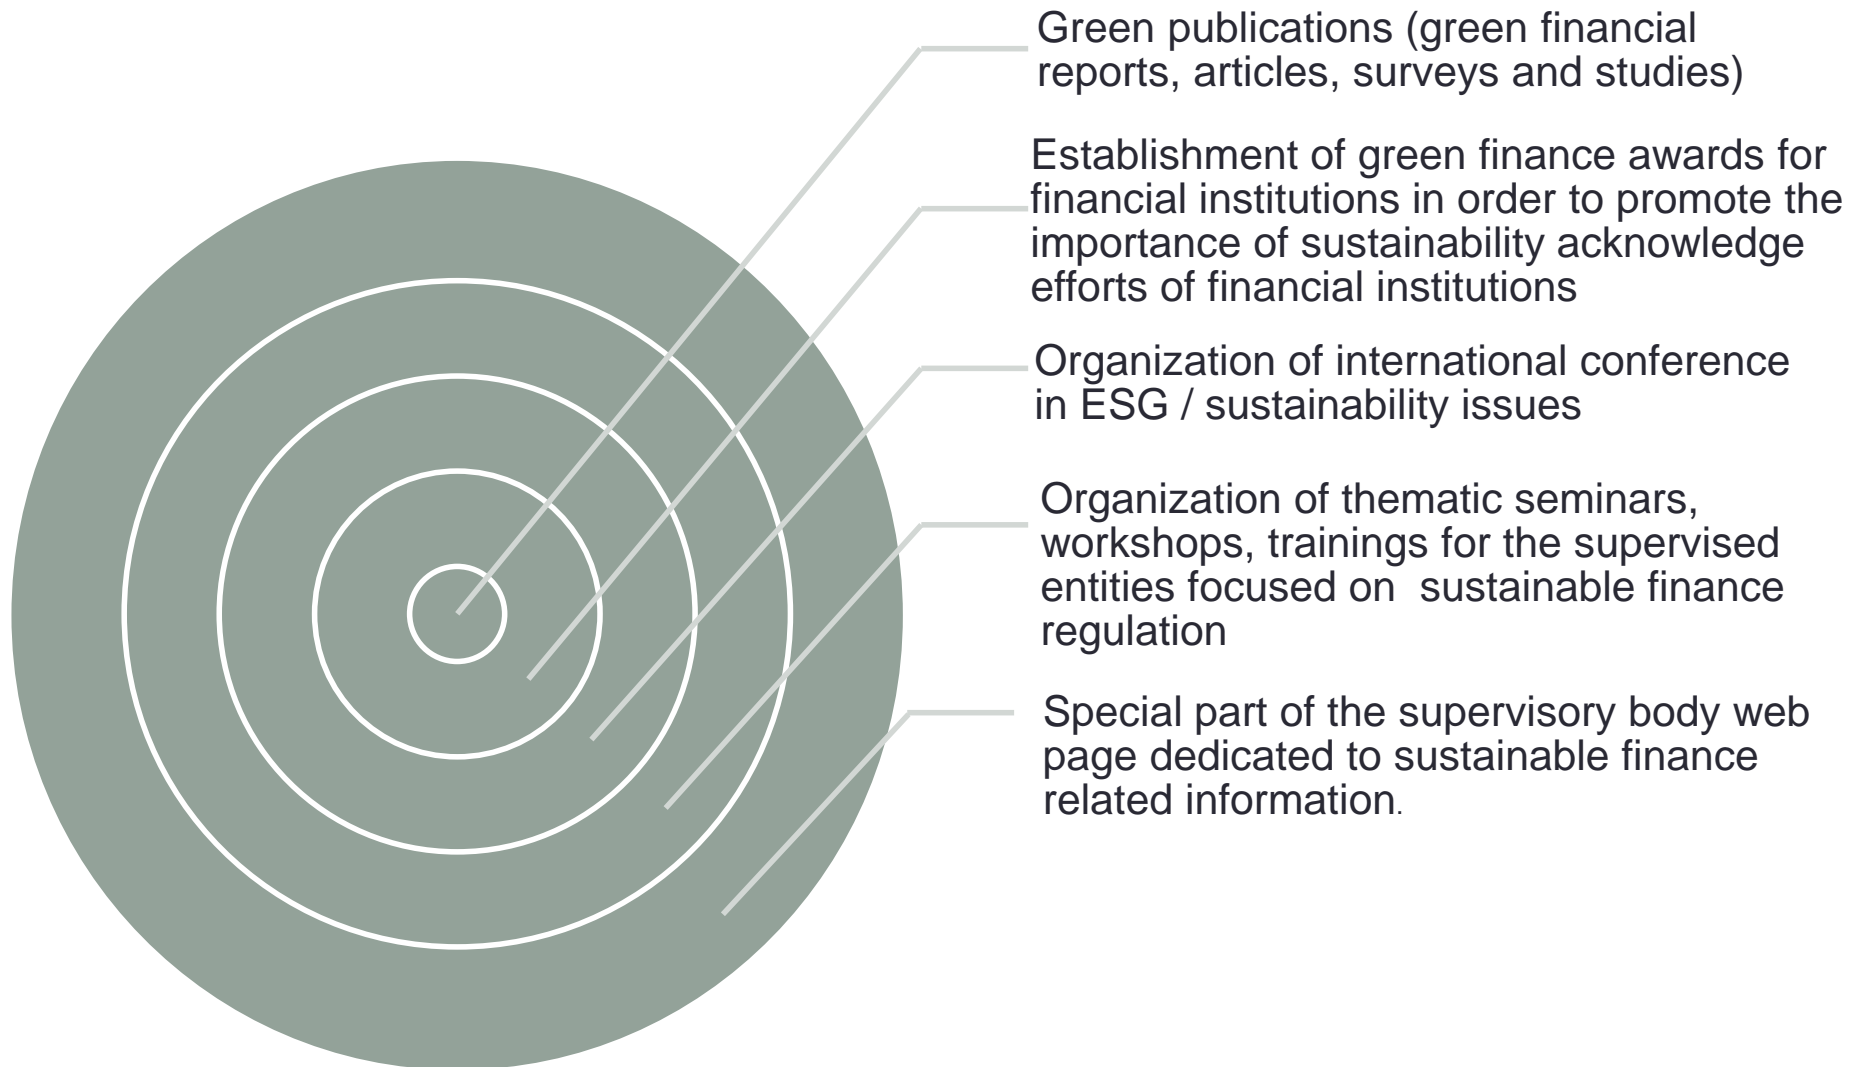 Green publications (green financial
reports, articles, surveys and studies)
Establishment of green finance awards for
financial institutions in order to promote the
importance of sustainability acknowledge
efforts of financial institutions
Organization of international conference
in ESG / sustainability issues
Organization of thematic seminars,
workshops, trainings for the supervised
entities focused on  sustainable finance
regulation
Special part of the supervisory body web
page dedicated to sustainable finance
related information.